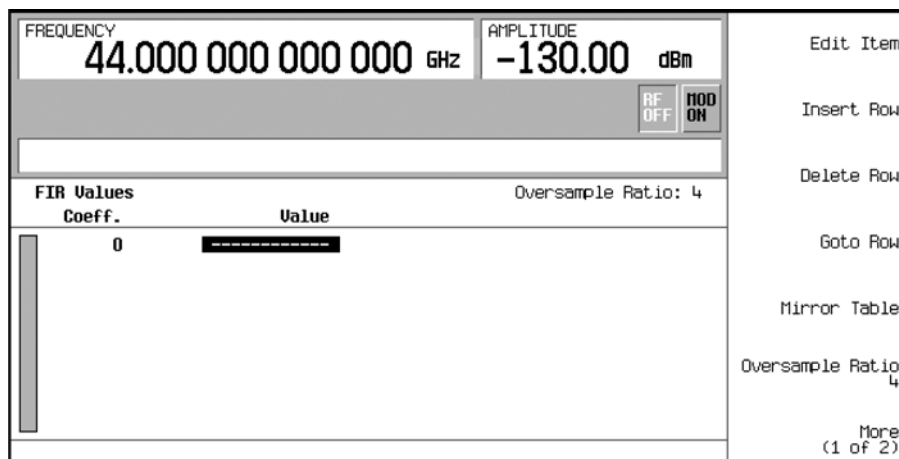 FREQUENCY
44.000 000 000 000 GHz
AMPLITUDE
-130.00 dBm
RF OFF
MOD ON
FIR Values
Oversample Ratio: 4
Coeff. Value
0 ------------
Edit Item
Insert Row
Delete Row
Goto Row
Mirror Table
Oversample Ratio
4
More
(1 of 2)